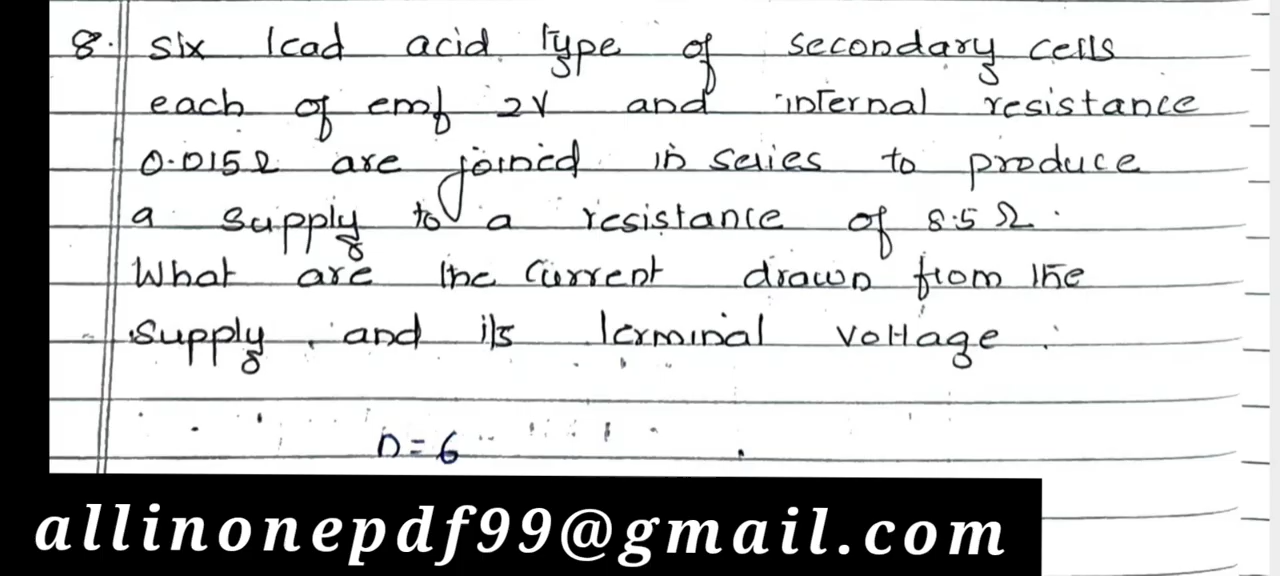 8. six lead acid type of secondary cells
each of emf 2V and internal resistance
0.015Ω are joined in series to produce
a supply to a resistance of 8.5 Ω.
What are the current drawn from the
supply and its terminal voltage.
n = 6
allinonepdf99@gmail.com